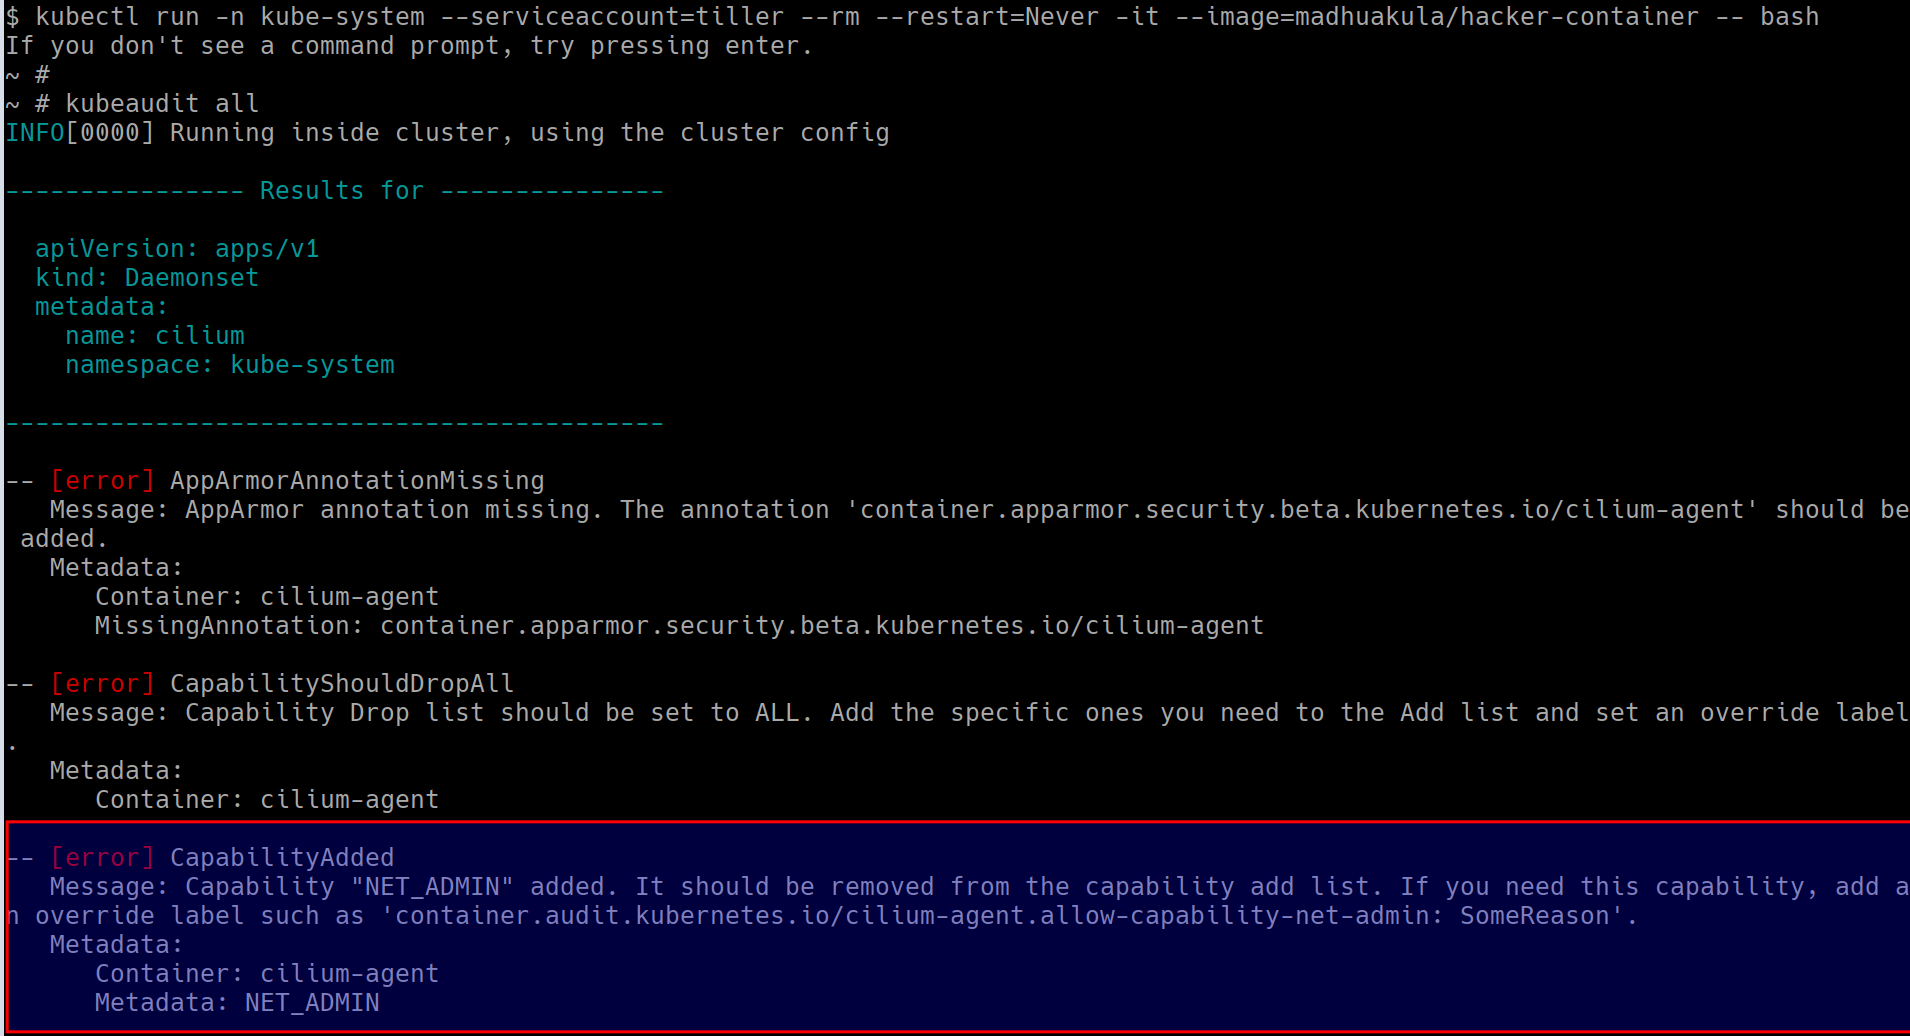 $ kubectl run -n kube-system --serviceaccount=tiller --rm --restart=Never -it --image=madhuakula/hacker-container -- bash
If you don't see a command prompt, try pressing enter.
~ #
~ # kubeaudit all
INFO[0000] Running inside cluster, using the cluster config
---------------- Results for ---------------
apiVersion: apps/v1
kind: Daemonset
metadata:
name: cilium
namespace: kube-system
--------------------------------------------
-- [error] AppArmorAnnotationMissing
Message: AppArmor annotation missing. The annotation 'container.apparmor.security.beta.kubernetes.io/cilium-agent' should be
added.
Metadata:
Container: cilium-agent
MissingAnnotation: container.apparmor.security.beta.kubernetes.io/cilium-agent
-- [error] CapabilityShouldDropAll
Message: Capability Drop list should be set to ALL. Add the specific ones you need to the Add list and set an override label
.
Metadata:
Container: cilium-agent
-- [error] CapabilityAdded
Message: Capability "NET_ADMIN" added. It should be removed from the capability add list. If you need this capability, add a
n override label such as 'container.audit.kubernetes.io/cilium-agent.allow-capability-net-admin: SomeReason'.
Metadata:
Container: cilium-agent
Metadata: NET_ADMIN